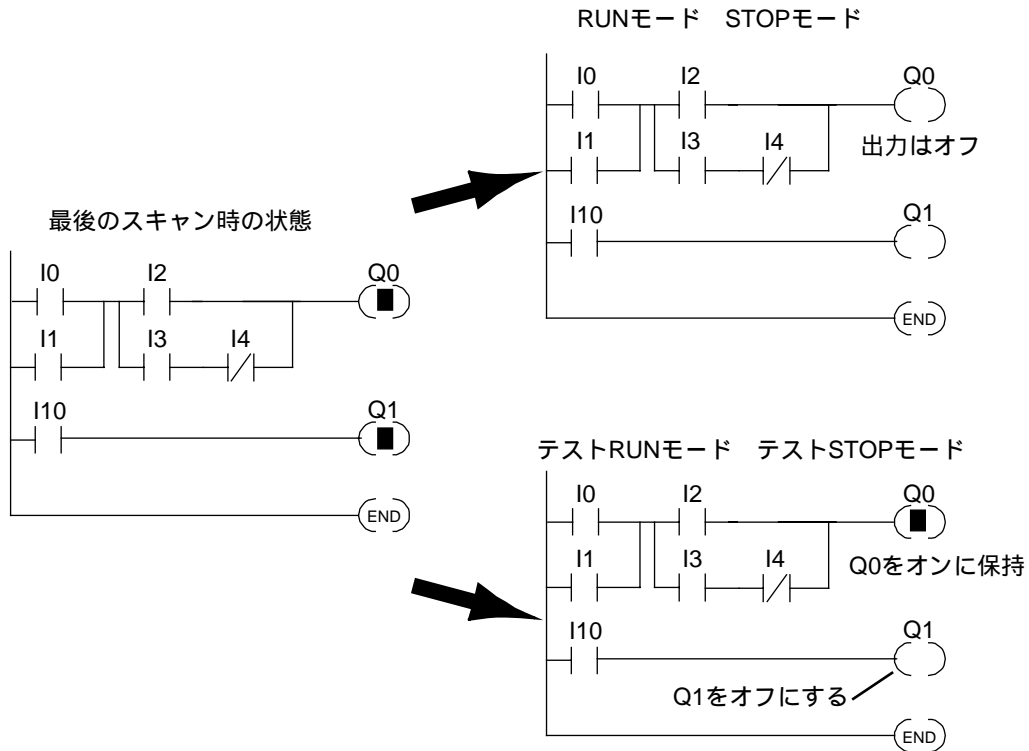 RUNモード STOPモード
I0 I2 Q0
I1 I3 I4 出力はオフ
I10 Q1
END
最後のスキャン時の状態
I0 I2 Q0
I1 I3 I4
I10 Q1
END
テストRUNモード テストSTOPモード
I0 I2 Q0
I1 I3 I4 Q0をオンに保持
I10 Q1
Q1をオフにする
END